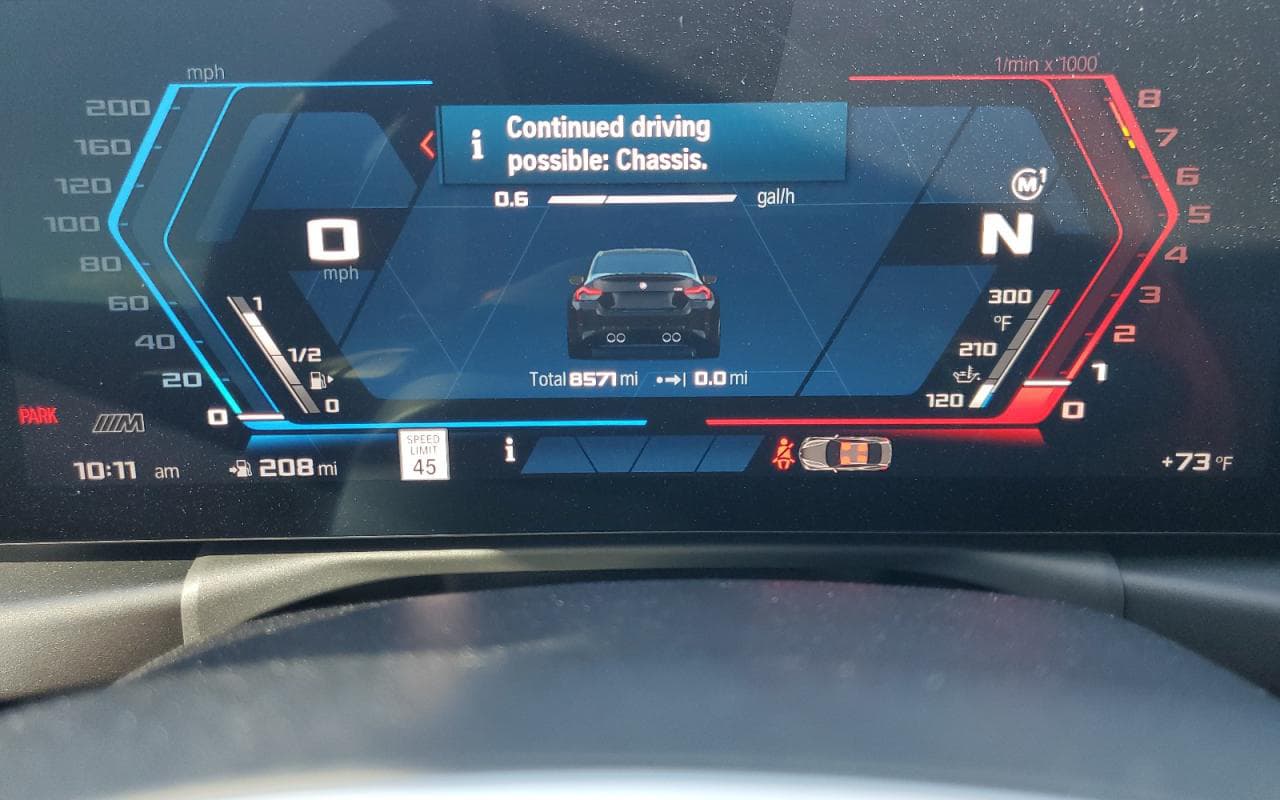 mph
1/min x 1000
200
160
120
100
80
60
40
20
0
Continued driving
possible: Chassis.
0.6 gal/h
0
mph
M 1
N
8
7
6
5
4
3
2
1
0
1
1/2
0
300
°F
210
120
Total 8571 mi 0.0 mi
PARK
M
10:11 am
208 mi
SPEED
LIMIT
45
i
+73 °F